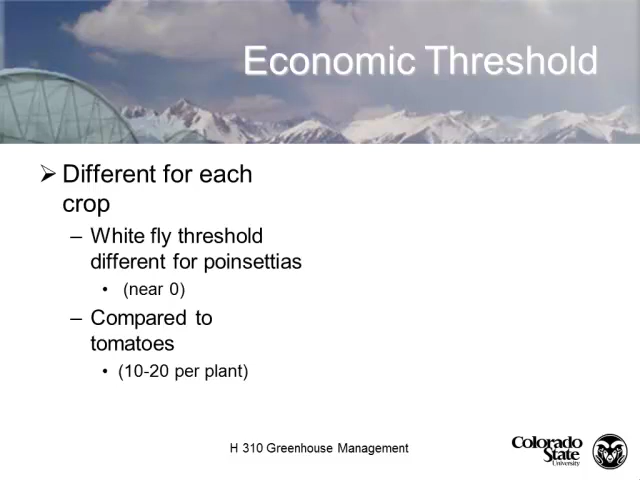 Economic Threshold
➢ Different for each
crop
– White fly threshold
different for poinsettias
• (near 0)
– Compared to
tomatoes
• (10-20 per plant)
H 310 Greenhouse Management
Colorado
State
University